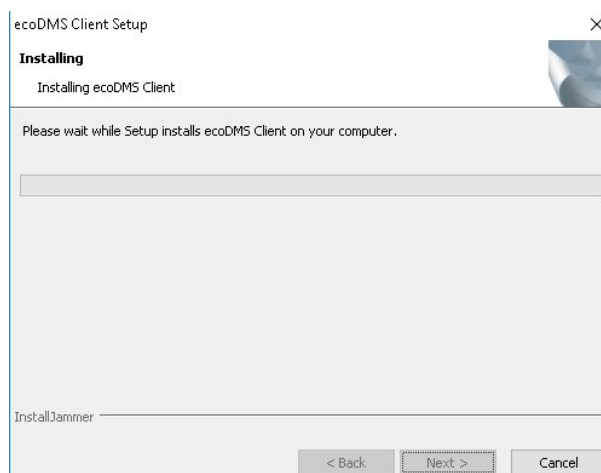 ecoDMS Client Setup
Installing
Installing ecoDMS Client
Please wait while Setup installs ecoDMS Client on your computer.
InstallJammer
< Back Next > Cancel